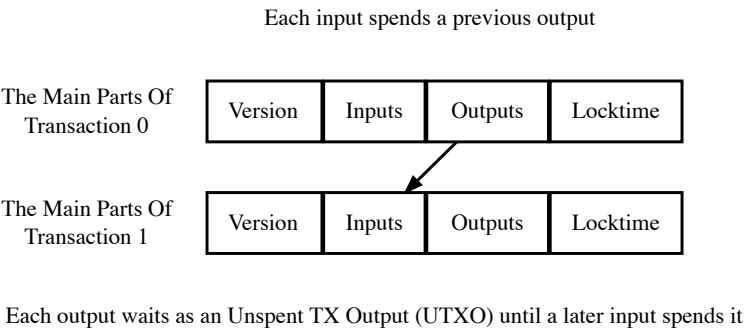 Each input spends a previous output
The Main Parts Of
Transaction 0
Version Inputs Outputs Locktime
The Main Parts Of
Transaction 1
Version Inputs Outputs Locktime
Each output waits as an Unspent TX Output (UTXO) until a later input spends it